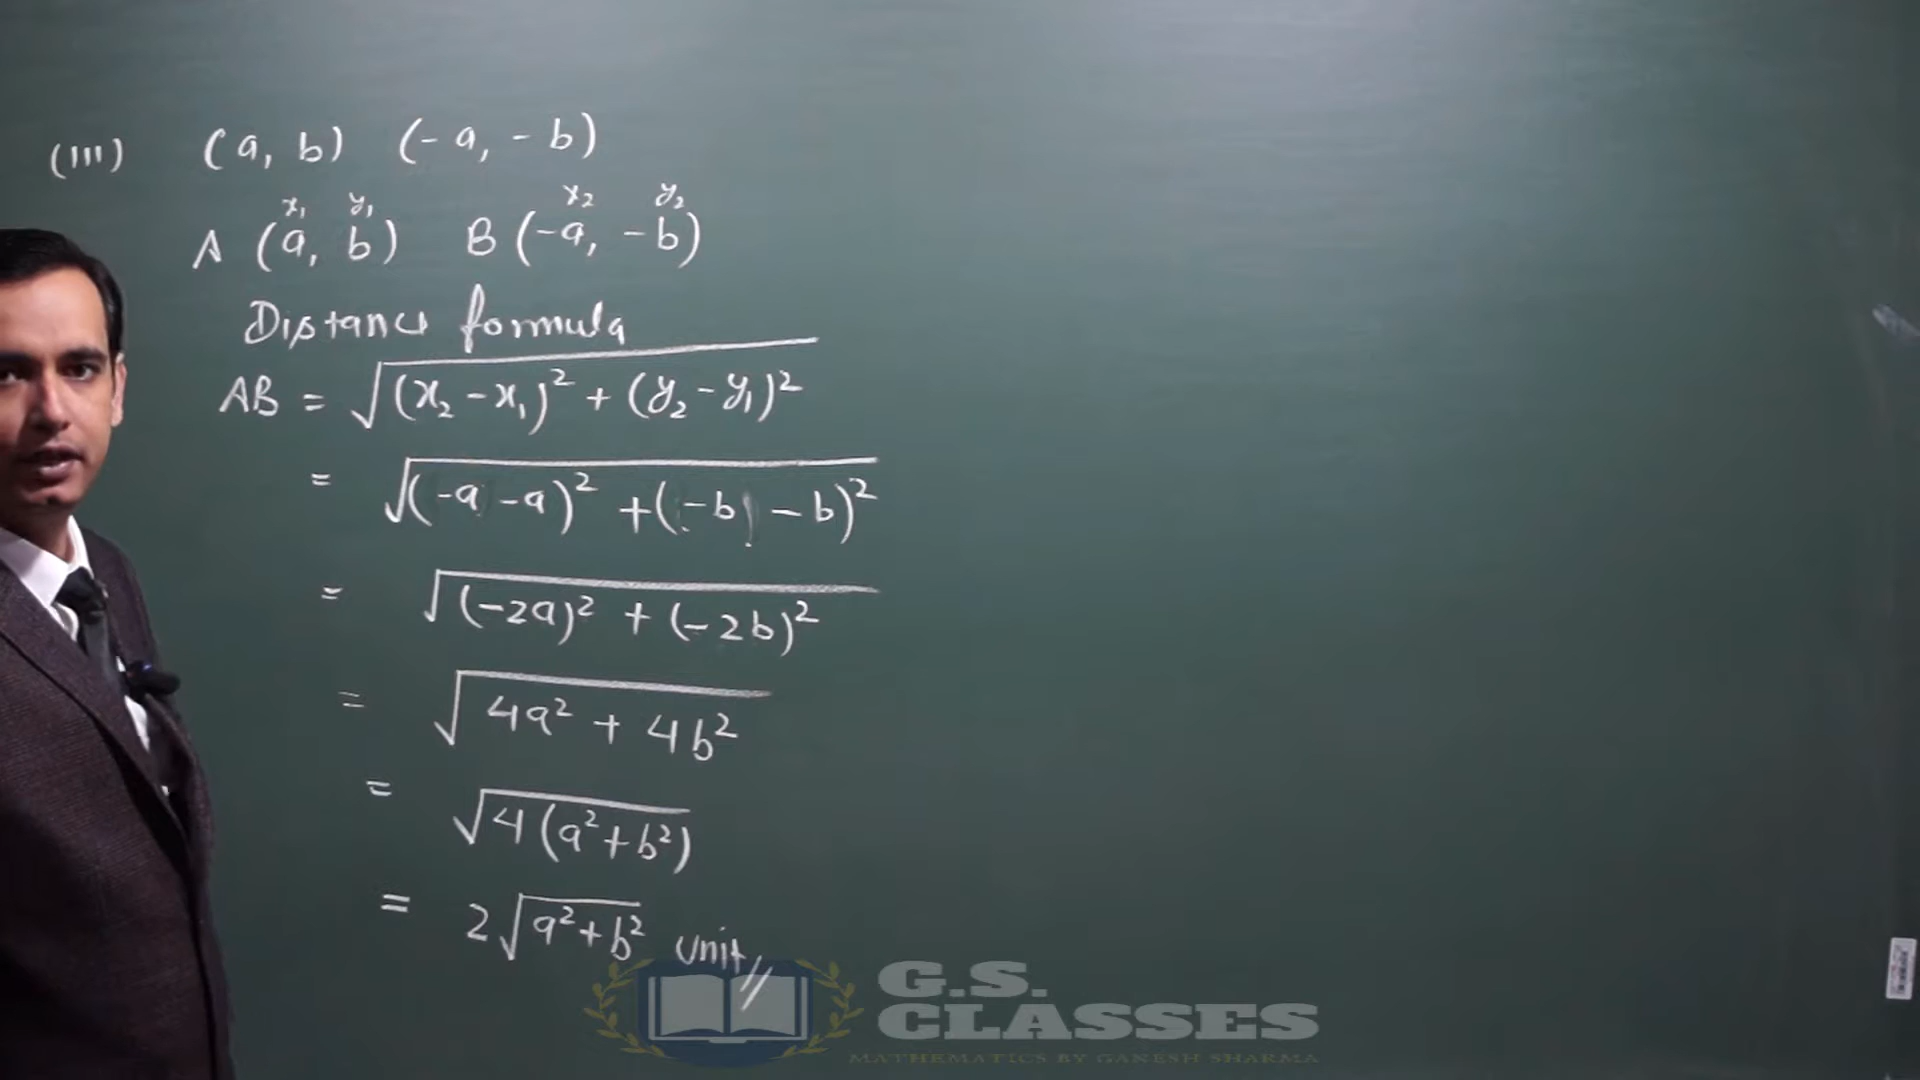 (III) (a, b) (-a, -b)
x₁ y₁ x₂ y₂
A (a, b) B (-a, -b)
Distance formula
AB = √(x₂ - x₁)² + (y₂ - y₁)²
= √(-a - a)² + (-b - b)²
= √(-2a)² + (-2b)²
= √4a² + 4b²
= √4(a² + b²)
= 2√a² + b² unit //
G.S.
CLASSES
MATHEMATICS BY GANESH SHARMA